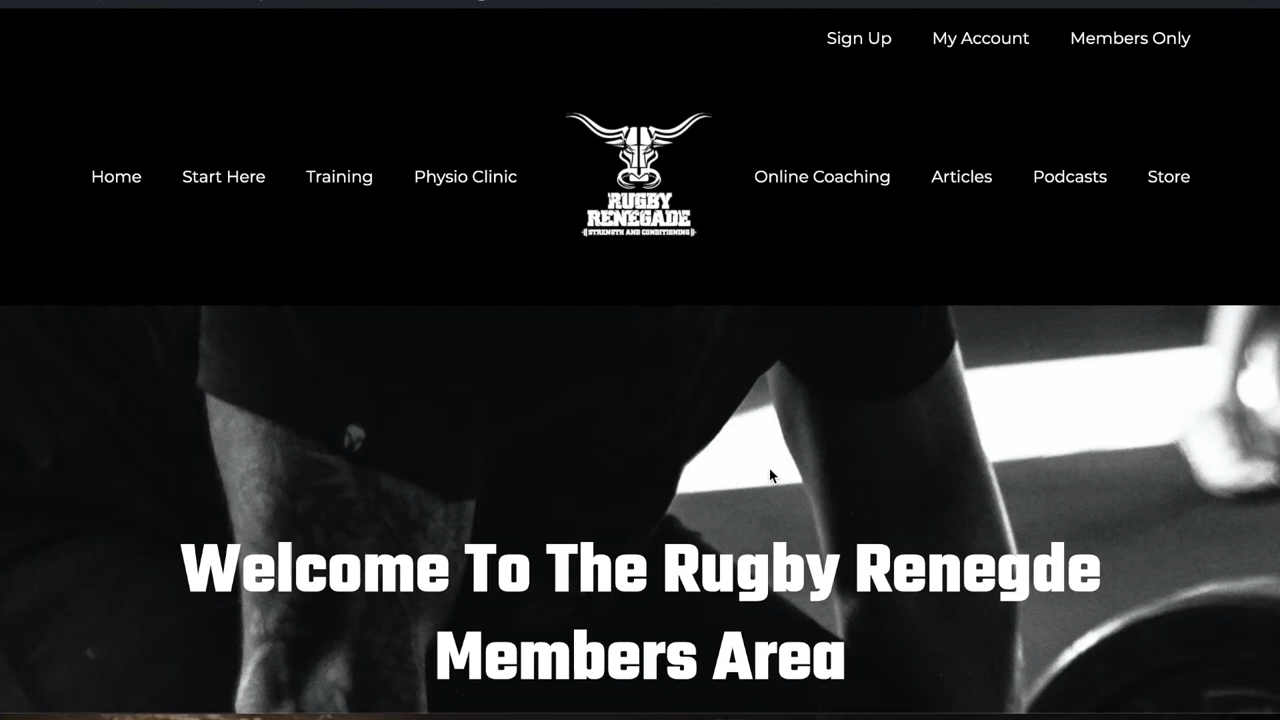 Sign Up My Account Members Only
Home Start Here Training Physio Clinic Online Coaching Articles Podcasts Store
RUGBY
RENEGADE
STRENGTH AND CONDITIONING
Welcome To The Rugby Renegde
Members Area